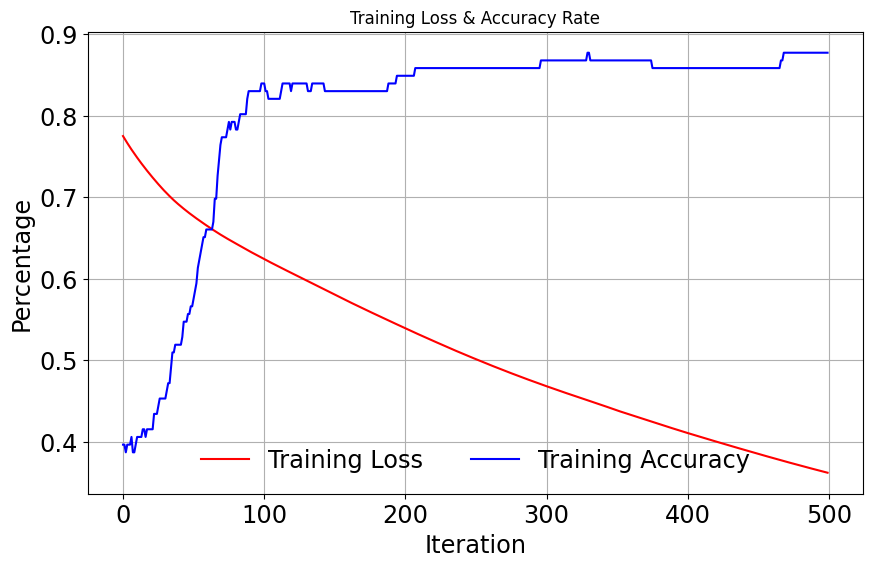 Training Loss & Accuracy Rate
0.9
0.8
0.7
0.6
0.5
0.4
Percentage
Training Loss
Training Accuracy
0
100
200
300
400
500
Iteration